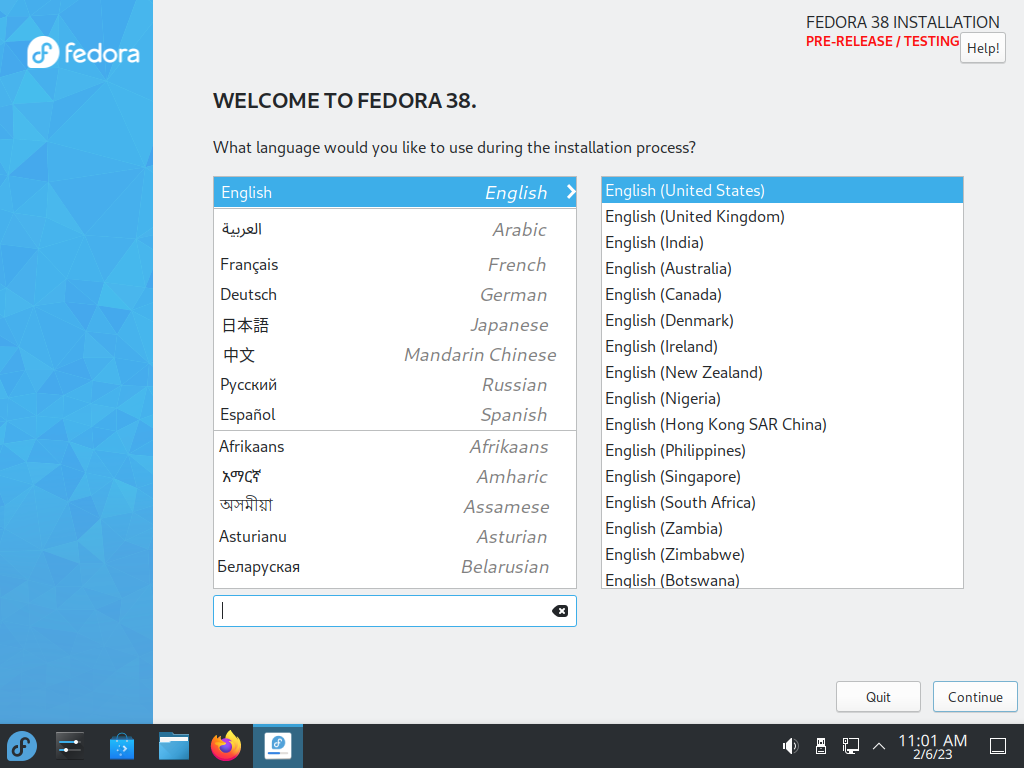 fedora
FEDORA 38 INSTALLATION
PRE-RELEASE / TESTING
Help!
WELCOME TO FEDORA 38.
What language would you like to use during the installation process?
English English
العربية Arabic
Français French
Deutsch German
日本語 Japanese
中文 Mandarin Chinese
Русский Russian
Español Spanish
Afrikaans Afrikaans
አማርኛ Amharic
অসমীয়া Assamese
Asturianu Asturian
Беларуская Belarusian
English (United States)
English (United Kingdom)
English (India)
English (Australia)
English (Canada)
English (Denmark)
English (Ireland)
English (New Zealand)
English (Nigeria)
English (Hong Kong SAR China)
English (Philippines)
English (Singapore)
English (South Africa)
English (Zambia)
English (Zimbabwe)
English (Botswana)
Quit
Continue
11:01 AM
2/6/23